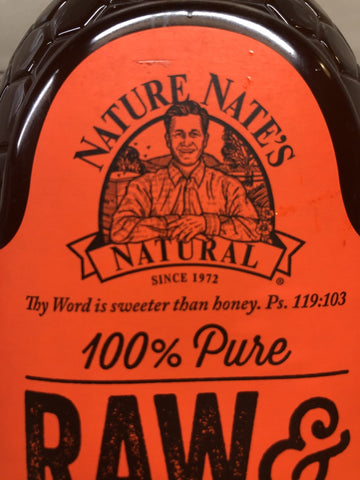 NATURE NATE'S
NATURAL
SINCE 1972
®
Thy Word is sweeter than honey. Ps. 119:103
100% Pure
RAW &